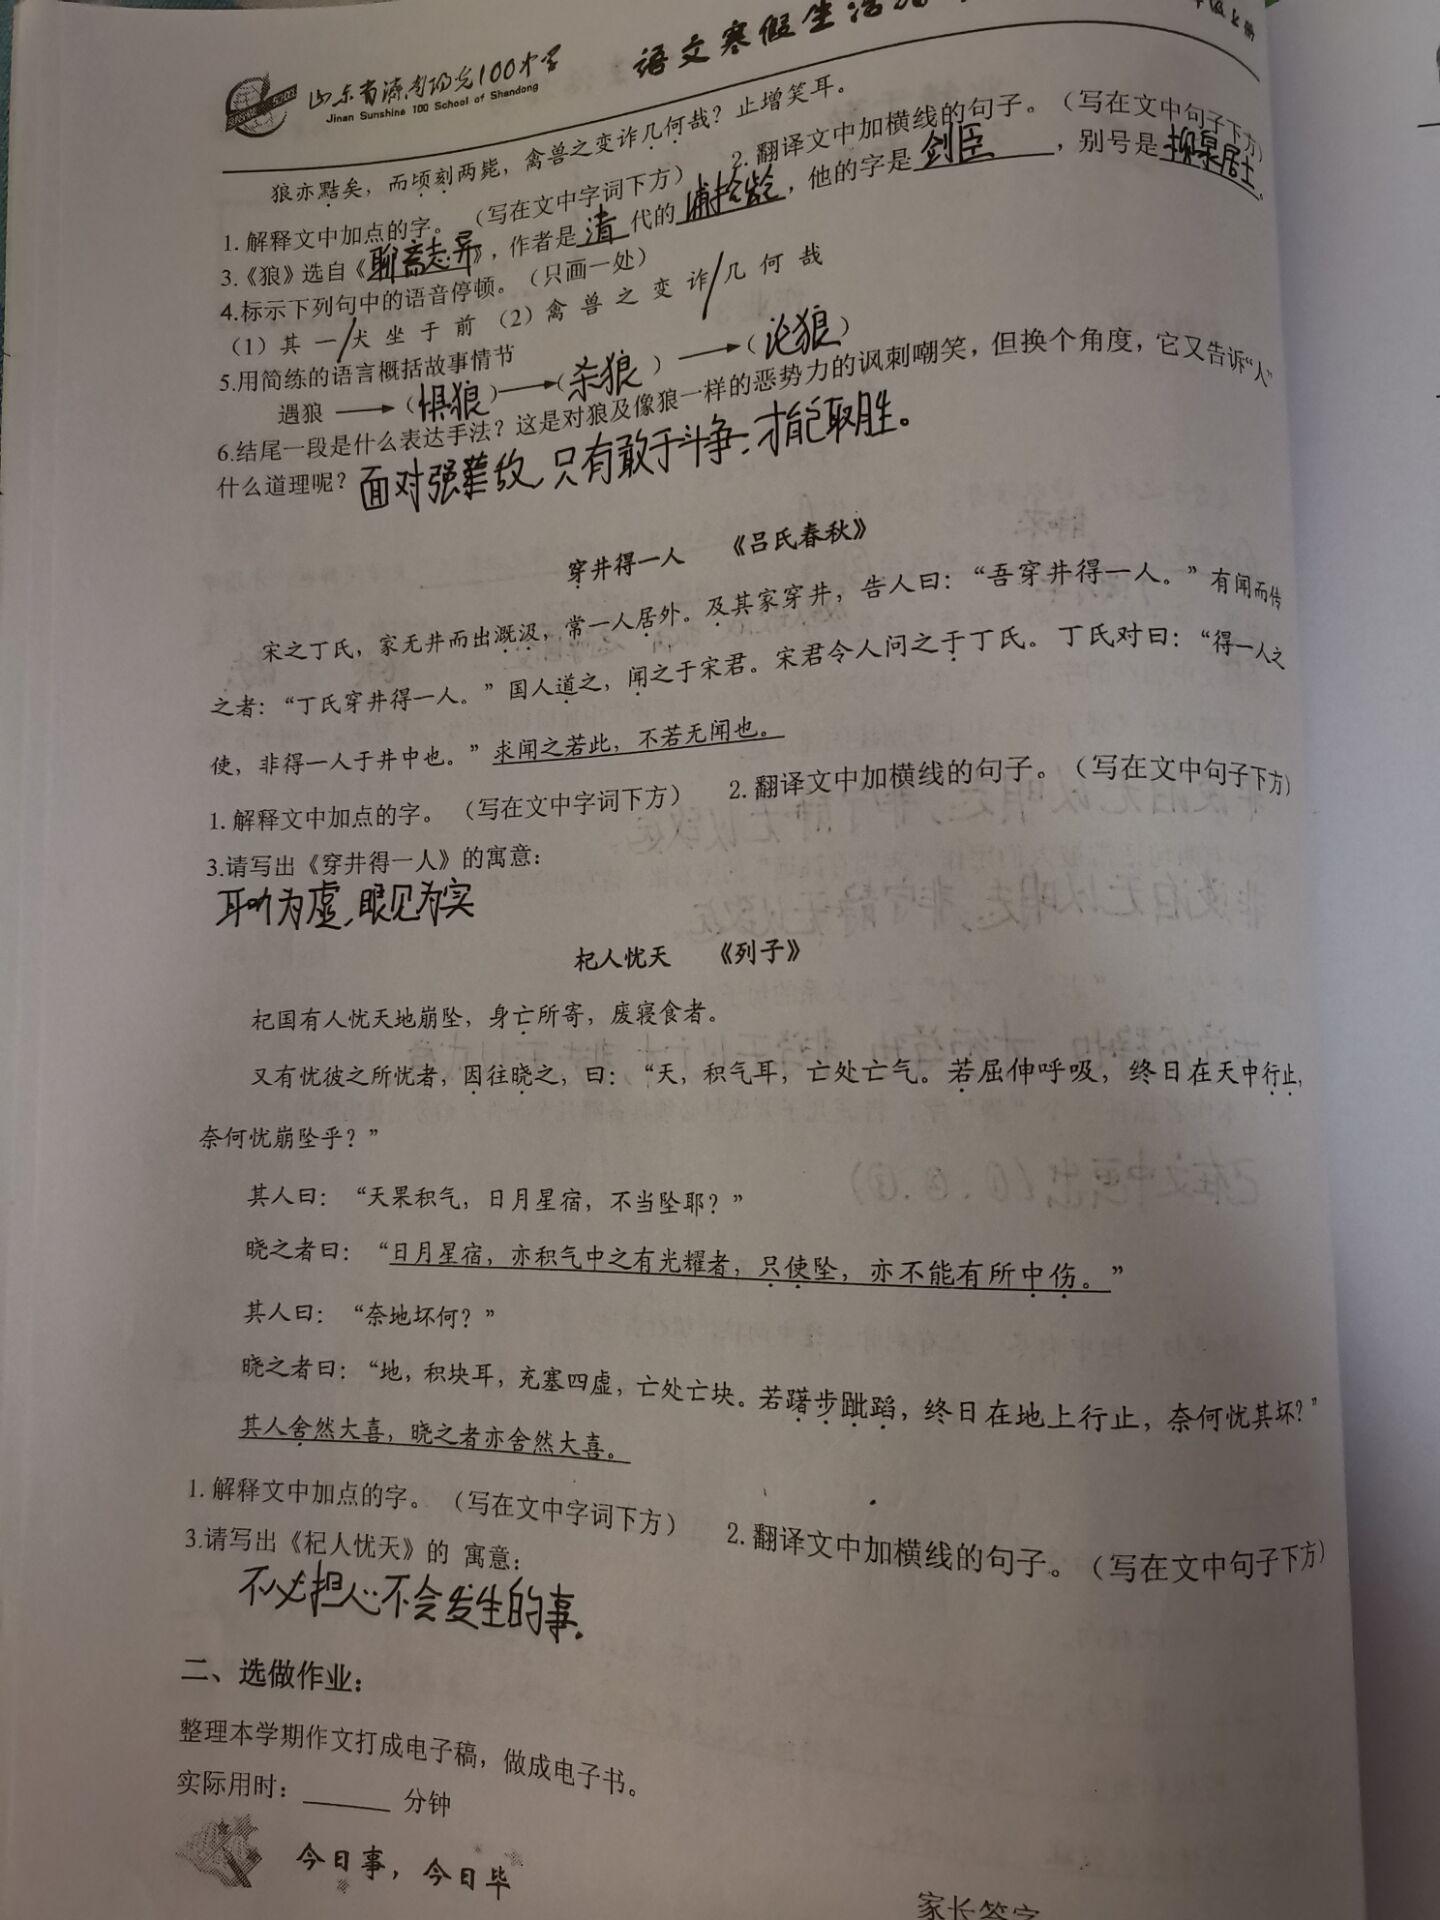 山东省济南阳光100中学
Jinan Sunshine 100 School of Shandong
语文寒假生活
狼亦黠矣，而顷刻两毙，禽兽之变诈几何哉？止增笑耳。
1. 解释文中加点的字。（写在文中字词下方） 2. 翻译文中加横线的句子。（写在文中句子下方）
3.《狼》选自《聊斋志异》，作者是 清 代的 浦松龄，他的字是 剑臣，别号是 柳泉居士。
4.标示下列句中的语音停顿。（只画一处）
（1）其 一/犬 坐 于 前 （2）禽 兽 之 变 诈/几 何 哉
5.用简练的语言概括故事情节
遇狼 →（惧狼）→（杀狼）→（论狼）
6.结尾一段是什么表达手法？这是对狼及像狼一样的恶势力的讽刺嘲笑，但换个角度，它又告诉“人”
什么道理呢？面对强敌，只有敢于斗争，才能取胜。
穿井得一人 《吕氏春秋》
宋之丁氏，家无井而出溉汲，常一人居外。及其家穿井，告人曰：“吾穿井得一人。”有闻而传
之者：“丁氏穿井得一人。”国人道之，闻之于宋君。宋君令人问之于丁氏。丁氏对曰：“得一人之
使，非得一人于井中也。”求闻之若此，不若无闻也。
1. 解释文中加点的字。（写在文中字词下方） 2. 翻译文中加横线的句子。（写在文中句子下方）
3.请写出《穿井得一人》的寓意：
耳听为虚，眼见为实
杞人忧天 《列子》
杞国有人忧天地崩坠，身亡所寄，废寝食者。
又有忧彼之所忧者，因往晓之，曰：“天，积气耳，亡处亡气。若屈伸呼吸，终日在天中行止，
奈何忧崩坠乎？”
其人曰：“天果积气，日月星宿，不当坠耶？”
晓之者曰：“日月星宿，亦积气中之有光耀者，只使坠，亦不能有所中伤。”
其人曰：“奈地坏何？”
晓之者曰：“地，积块耳，充塞四虚，亡处亡块。若躇步跐蹈，终日在地上行止，奈何忧其坏？”
其人舍然大喜，晓之者亦舍然大喜。
1. 解释文中加点的字。（写在文中字词下方） 2. 翻译文中加横线的句子。（写在文中句子下方）
3.请写出《杞人忧天》的 寓意：
不必担心不会发生的事.
二、选做作业：
整理本学期作文打成电子稿，做成电子书。
实际用时：______ 分钟
今日事，今日毕
家长签字